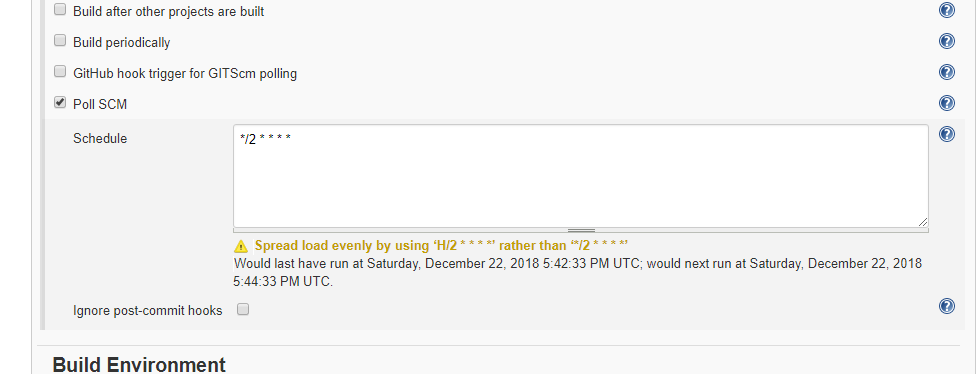 Build after other projects are built
Build periodically
GitHub hook trigger for GITScm polling
Poll SCM
Schedule
*/2 * * * *
Spread load evenly by using ‘H/2 * * * *’ rather than ‘*/2 * * * *’
Would last have run at Saturday, December 22, 2018 5:42:33 PM UTC; would next run at Saturday, December 22, 2018
5:44:33 PM UTC.
Ignore post-commit hooks
Build Environment